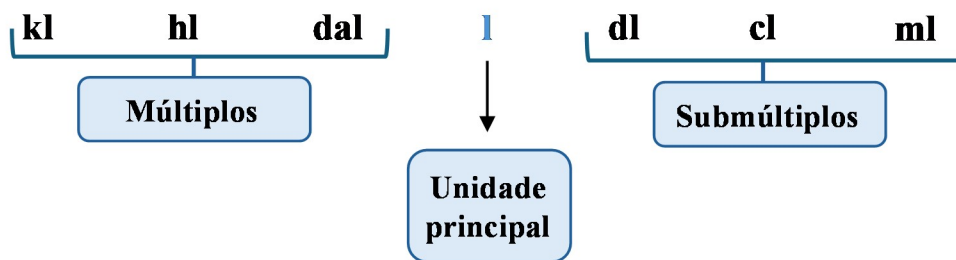 kl hl dal l dl cl ml
Múltiplos
Submúltiplos
Unidade
principal